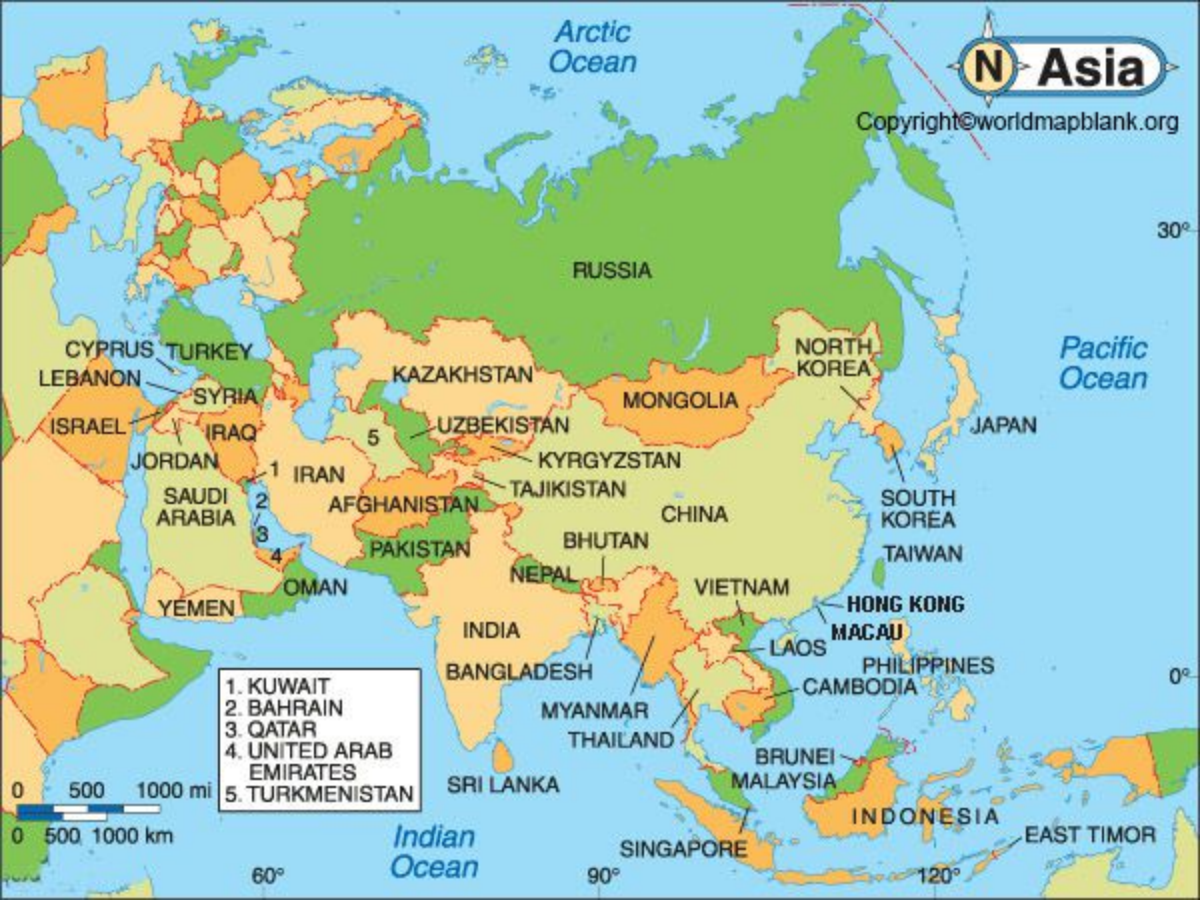 Arctic
Ocean
N Asia
Copyright©worldmapblank.org
30°
RUSSIA
CYPRUS
TURKEY
NORTH
KOREA
Pacific
Ocean
LEBANON
KAZAKHSTAN
SYRIA
MONGOLIA
ISRAEL
IRAQ
5
UZBEKISTAN
JAPAN
JORDAN
1
IRAN
KYRGYZSTAN
TAJIKISTAN
SAUDI
ARABIA
2
AFGHANISTAN
CHINA
SOUTH
KOREA
3
BHUTAN
4
PAKISTAN
TAIWAN
NEPAL
OMAN
VIETNAM
YEMEN
HONG KONG
INDIA
MACAU
LAOS
BANGLADESH
PHILIPPINES
0°
1. KUWAIT
2. BAHRAIN
3. QATAR
4. UNITED ARAB
EMIRATES
5. TURKMENISTAN
CAMBODIA
MYANMAR
THAILAND
BRUNEI
SRI LANKA
MALAYSIA
0 500 1000 mi
0 500 1000 km
INDONESIA
EAST TIMOR
Indian
Ocean
SINGAPORE
60°
90°
120°